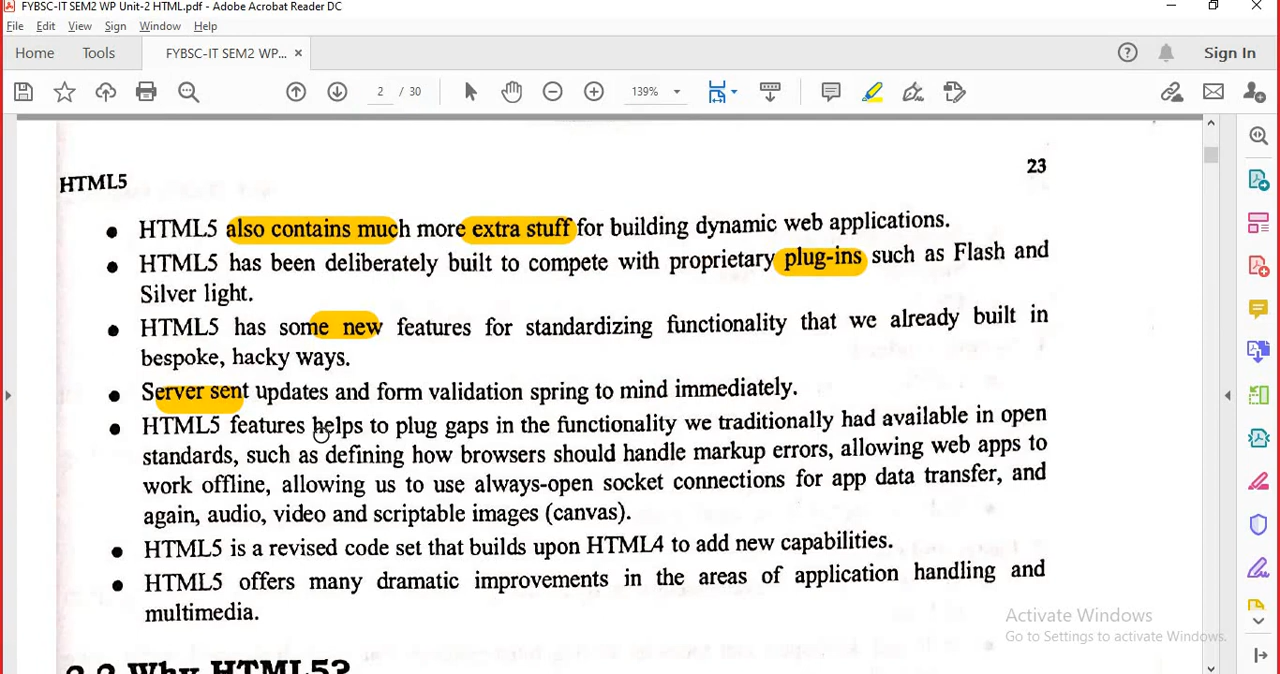 FYBSC-IT SEM2 WP Unit-2 HTML.pdf - Adobe Acrobat Reader DC
File Edit View Sign Window Help
Home Tools FYBSC-IT SEM2 WP... × Sign In
2 / 30 139%
HTML5 23
• HTML5 also contains much more extra stuff for building dynamic web applications.
• HTML5 has been deliberately built to compete with proprietary plug-ins such as Flash and
Silver light.
• HTML5 has some new features for standardizing functionality that we already built in
bespoke, hacky ways.
• Server sent updates and form validation spring to mind immediately.
• HTML5 features helps to plug gaps in the functionality we traditionally had available in open
standards, such as defining how browsers should handle markup errors, allowing web apps to
work offline, allowing us to use always-open socket connections for app data transfer, and
again, audio, video and scriptable images (canvas).
• HTML5 is a revised code set that builds upon HTML4 to add new capabilities.
• HTML5 offers many dramatic improvements in the areas of application handling and
multimedia.
Activate Windows
Go to Settings to activate Windows.
2.2 Why HTML5?